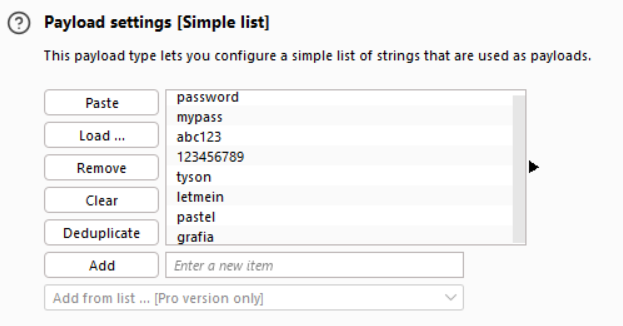 ? Payload settings [Simple list]
This payload type lets you configure a simple list of strings that are used as payloads.
Paste
Load ...
Remove
Clear
Deduplicate
password
mypass
abc123
123456789
tyson
letmein
pastel
grafia
Add
Enter a new item
Add from list ... [Pro version only]